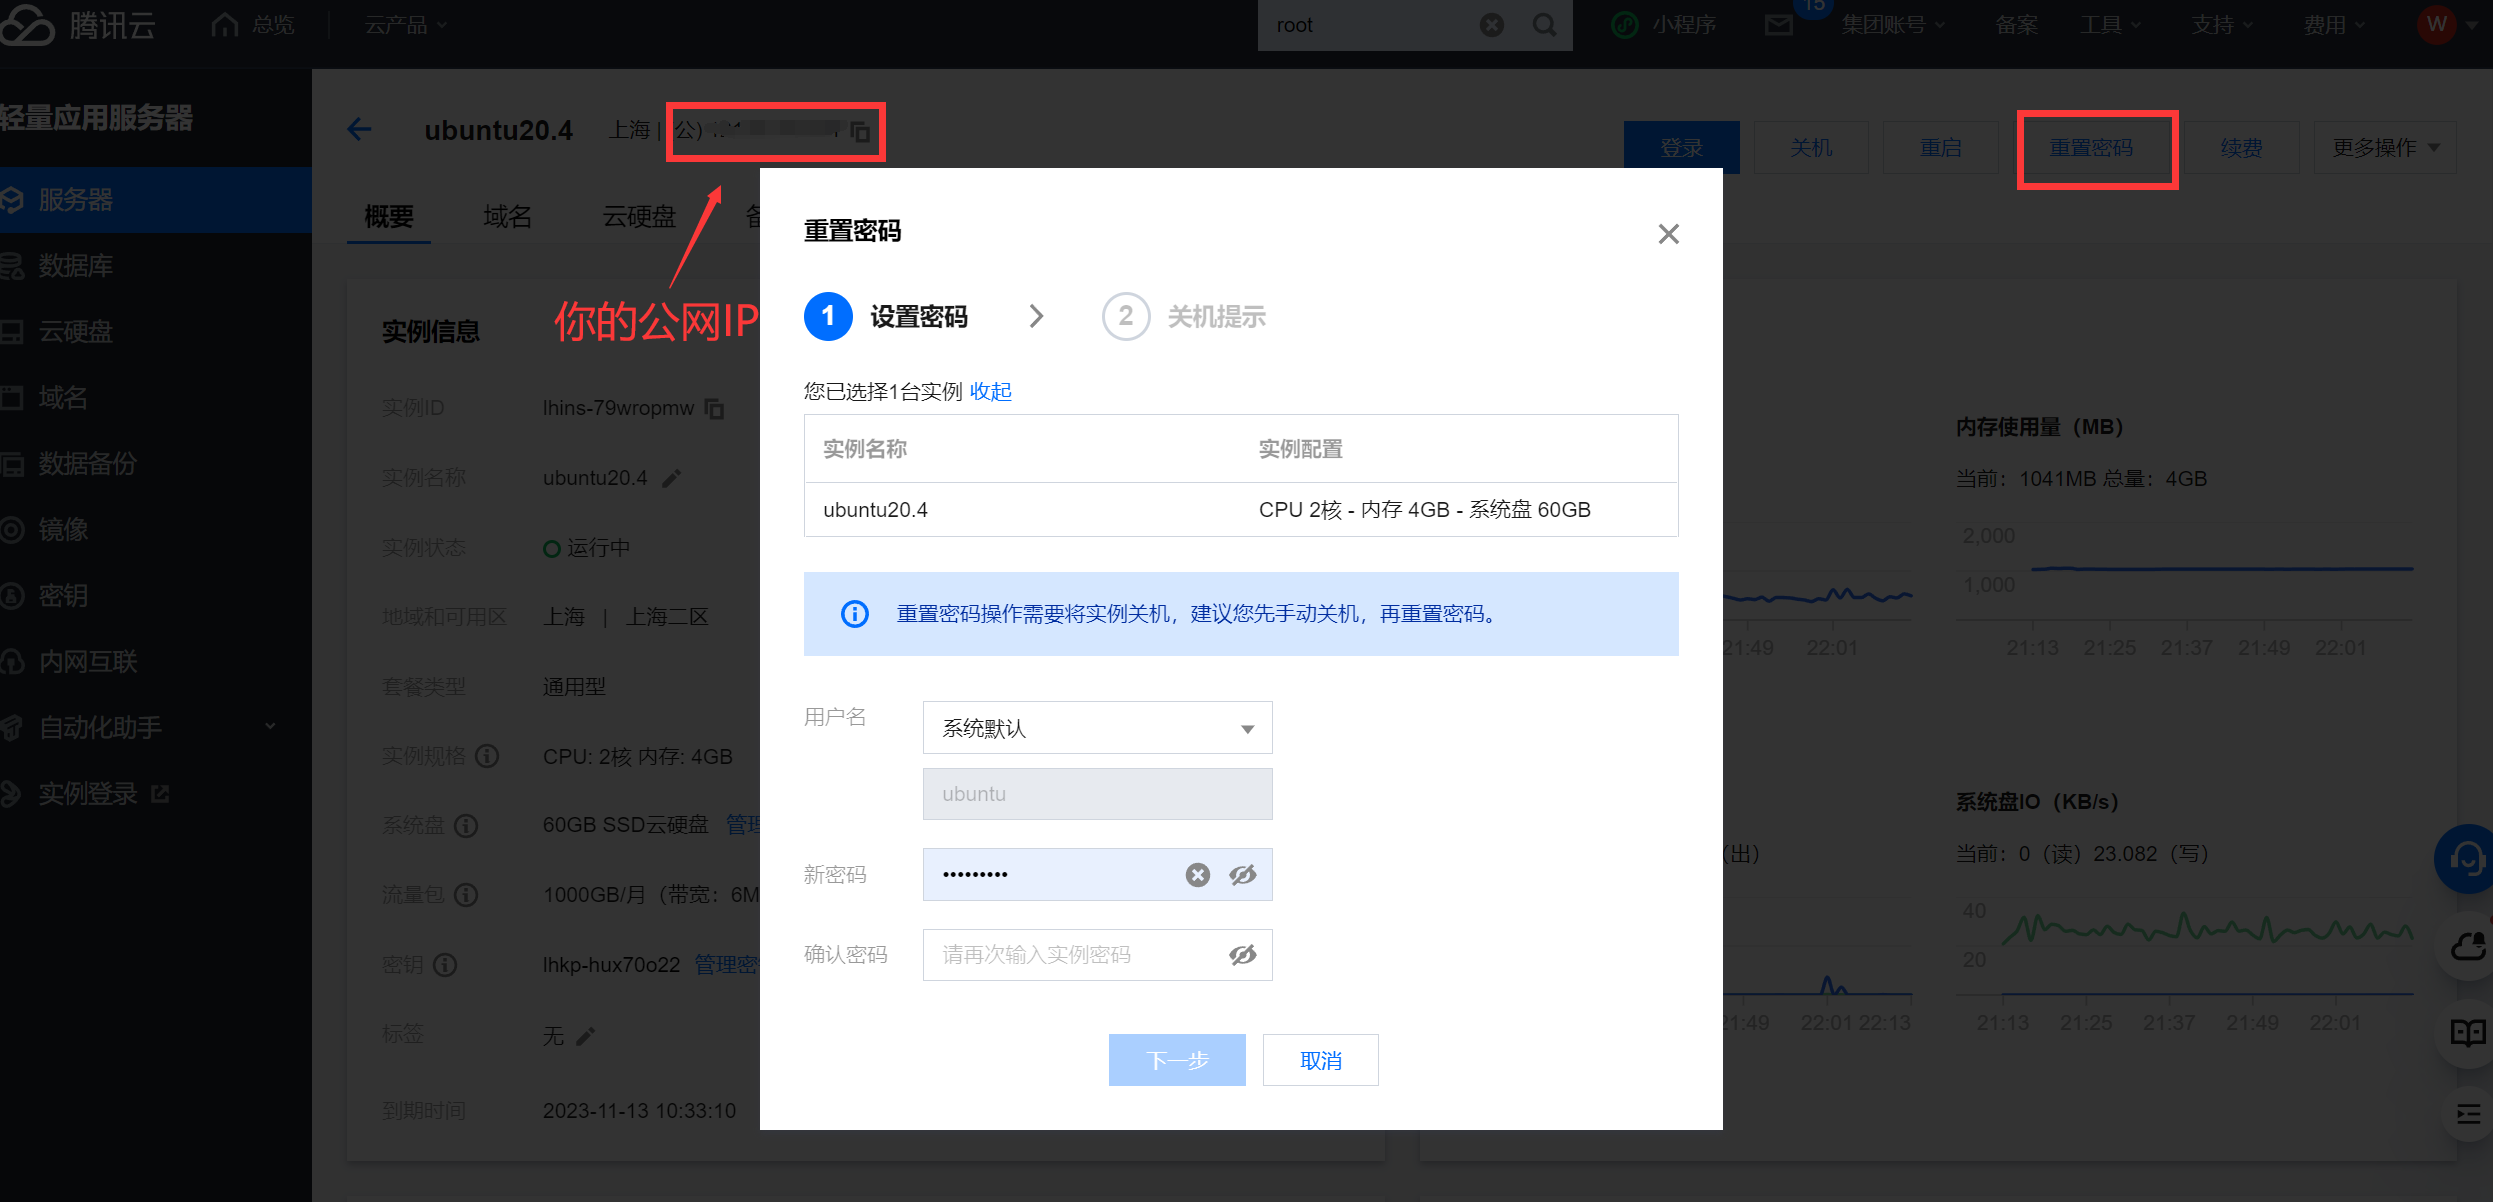 腾讯云 总览 云产品 root 小程序 15 集团账号 备案 工具 支持 费用 W
轻量应用服务器
服务器
数据库
云硬盘
域名
数据备份
镜像
密钥
内网互联
自动化助手
实例登录
ubuntu20.4 上海 | (公)
登录 关机 重启 重置密码 续费 更多操作
概要 域名 云硬盘
你的公网IP
实例信息
实例ID lhins-79wropmw
实例名称 ubuntu20.4
实例状态 运行中
地域和可用区 上海 | 上海二区
套餐类型 通用型
实例规格 CPU: 2核 内存: 4GB
系统盘 60GB SSD云硬盘 管理
流量包 1000GB/月（带宽：6M
密钥 lhkp-hux70o22 管理密
标签 无
到期时间 2023-11-13 10:33:10
重置密码
1 设置密码 2 关机提示
您已选择1台实例 收起
实例名称 实例配置
ubuntu20.4 CPU 2核 - 内存 4GB - 系统盘 60GB
重置密码操作需要将实例关机，建议您先手动关机，再重置密码。
用户名 系统默认
ubuntu
新密码 •••••••••
确认密码 请再次输入实例密码
下一步 取消
21:49 22:01
内存使用量（MB）
当前：1041MB 总量：4GB
2,000
1,000
21:13 21:25 21:37 21:49 22:01
（出）
21:49 22:01 22:13
系统盘IO（KB/s）
当前：0（读）23.082（写）
40
20
21:13 21:25 21:37 21:49 22:01